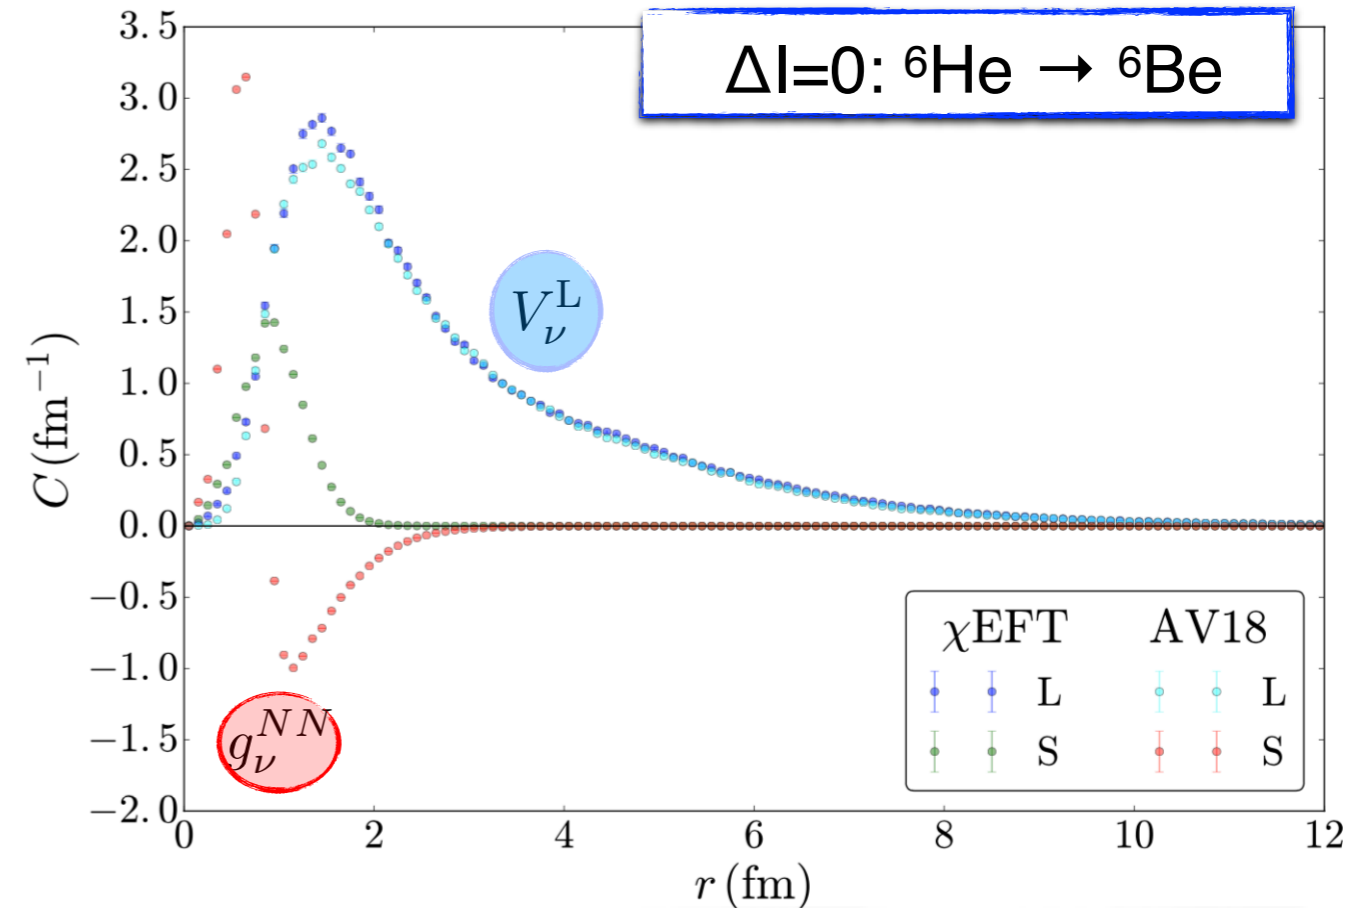 ΔI=0: ⁶He → ⁶Be
3.5
3.0
2.5
2.0
1.5
1.0
0.5
0.0
−0.5
−1.0
−1.5
−2.0
C (fm⁻¹)
V_ν^L
g_ν^{NN}
χEFT AV18
L L
S S
0 2 4 6 8 10 12
r (fm)